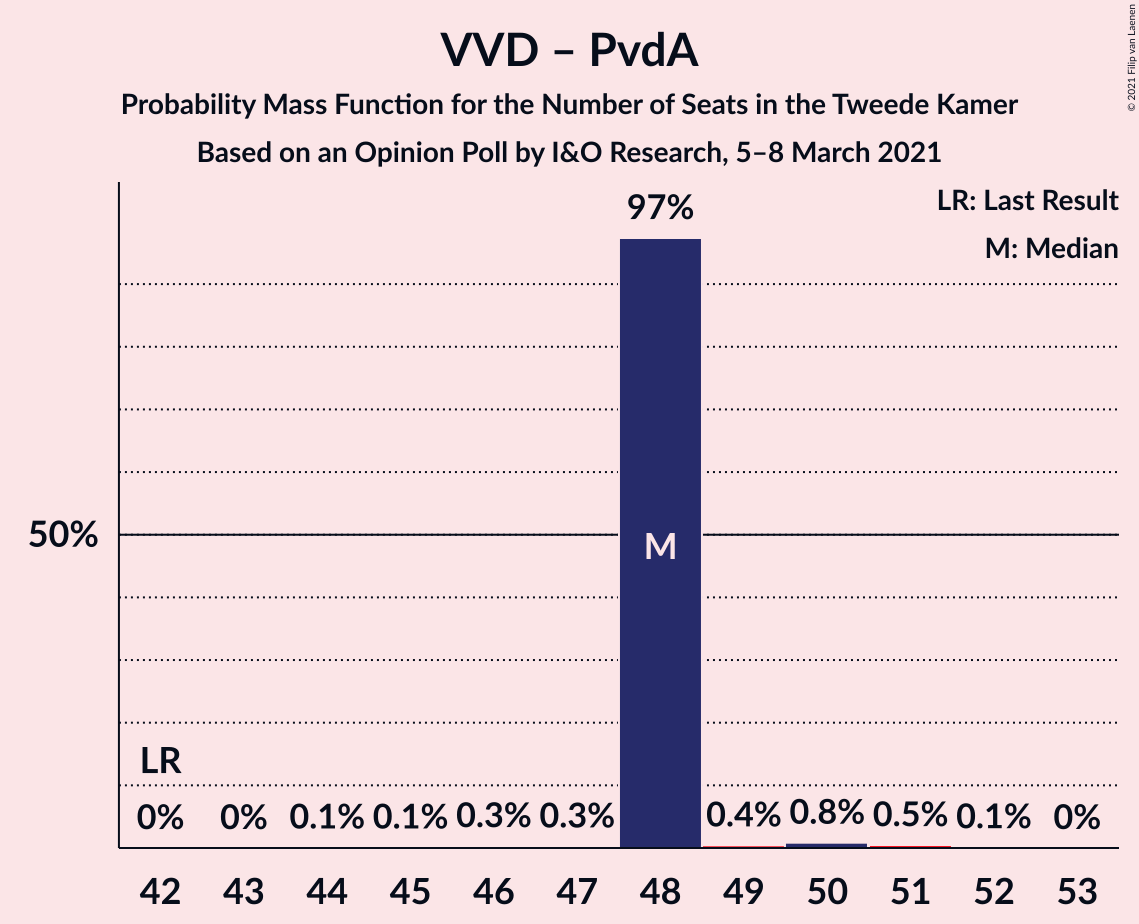 VVD – PvdA
Probability Mass Function for the Number of Seats in the Tweede Kamer
Based on an Opinion Poll by I&O Research, 5–8 March 2021
© 2021 Filip van Laenen
LR: Last Result
M: Median
97%
50%
M
LR
0% 0% 0.1% 0.1% 0.3% 0.3% 0.4% 0.8% 0.5% 0.1% 0%
42 43 44 45 46 47 48 49 50 51 52 53